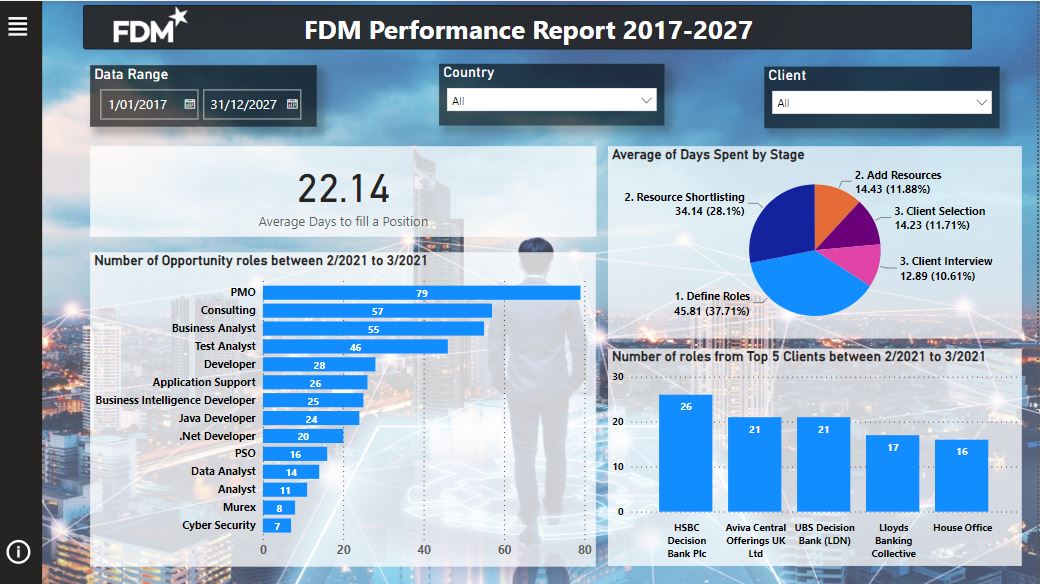 FDM
FDM Performance Report 2017-2027
Data Range
1/01/2017
31/12/2027
Country
All
Client
All
22.14
Average Days to fill a Position
Average of Days Spent by Stage
2. Add Resources
14.43 (11.88%)
2. Resource Shortlisting
34.14 (28.1%)
3. Client Selection
14.23 (11.71%)
3. Client Interview
12.89 (10.61%)
1. Define Roles
45.81 (37.71%)
Number of Opportunity roles between 2/2021 to 3/2021
PMO 79
Consulting 57
Business Analyst 55
Test Analyst 46
Developer 28
Application Support 26
Business Intelligence Developer 25
Java Developer 24
.Net Developer 20
PSO 16
Data Analyst 14
Analyst 11
Murex 8
Cyber Security 7
0 20 40 60 80
Number of roles from Top 5 Clients between 2/2021 to 3/2021
30
20
10
0
26
21
21
17
16
HSBC
Decision
Bank Plc
Aviva Central
Offerings UK
Ltd
UBS Decision
Bank (LDN)
Lloyds
Banking
Collective
House Office